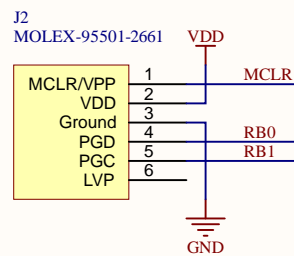 J2
MOLEX-95501-2661
VDD
MCLR/VPP 1 MCLR
VDD 2
Ground 3
PGD 4 RB0
PGC 5 RB1
LVP 6
GND